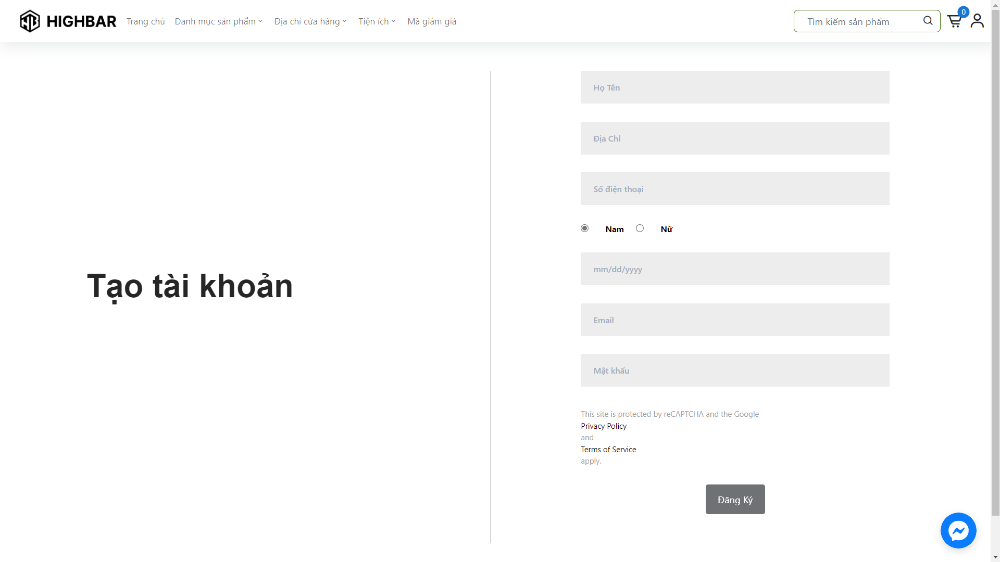 HIGHBAR
Trang chủ
Danh mục sản phẩm
Địa chỉ cửa hàng
Tiện ích
Mã giảm giá
Tìm kiếm sản phẩm
0
Họ Tên
Địa Chỉ
Số điện thoại
Nam
Nữ
mm/dd/yyyy
Email
Mật khẩu
Tạo tài khoản
This site is protected by reCAPTCHA and the Google
Privacy Policy
and
Terms of Service
apply.
Đăng Ký